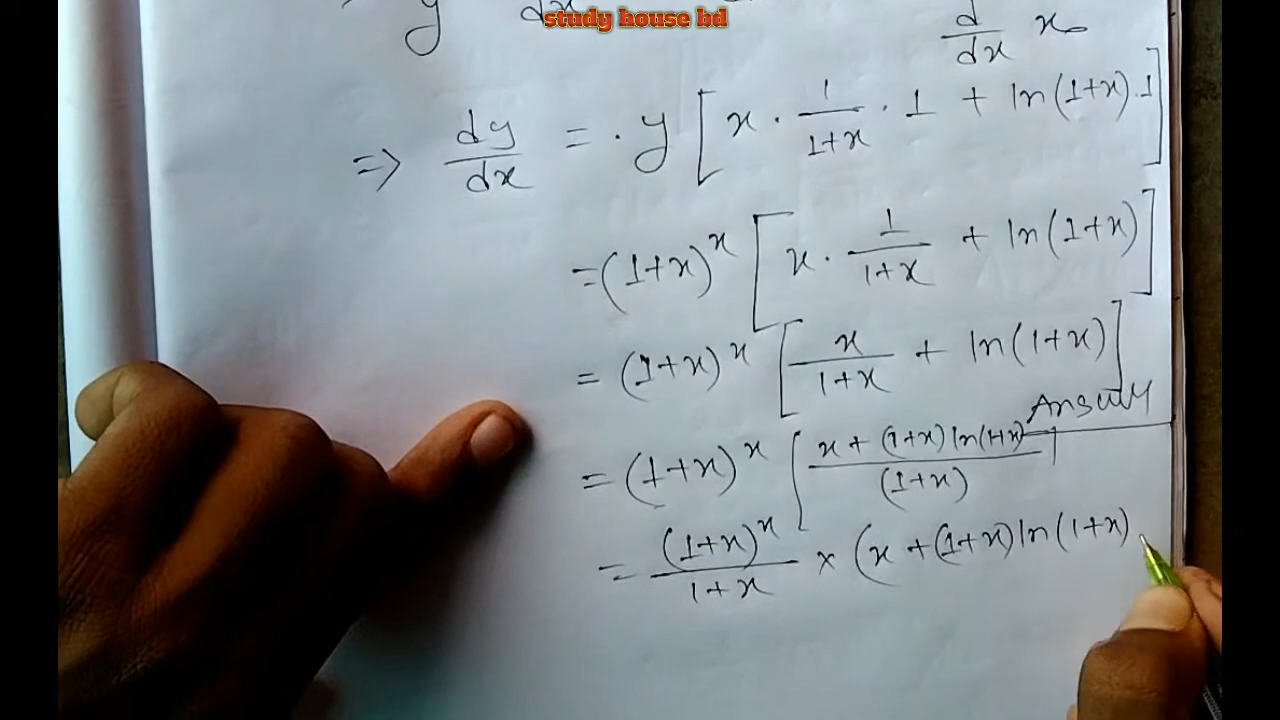 y dx
study house bd
d/dx x
=> dy/dx = . y [ x . 1/1+x . 1 + ln(1+x).1 ]
= (1+x)^x [ x . 1/1+x + ln(1+x) ]
= (1+x)^x [ x/1+x + ln(1+x) ]
= (1+x)^x [ x + (1+x) ln(1+x) / (1+x) ]
= (1+x)^x / 1+x × (x + (1+x) ln(1+x)